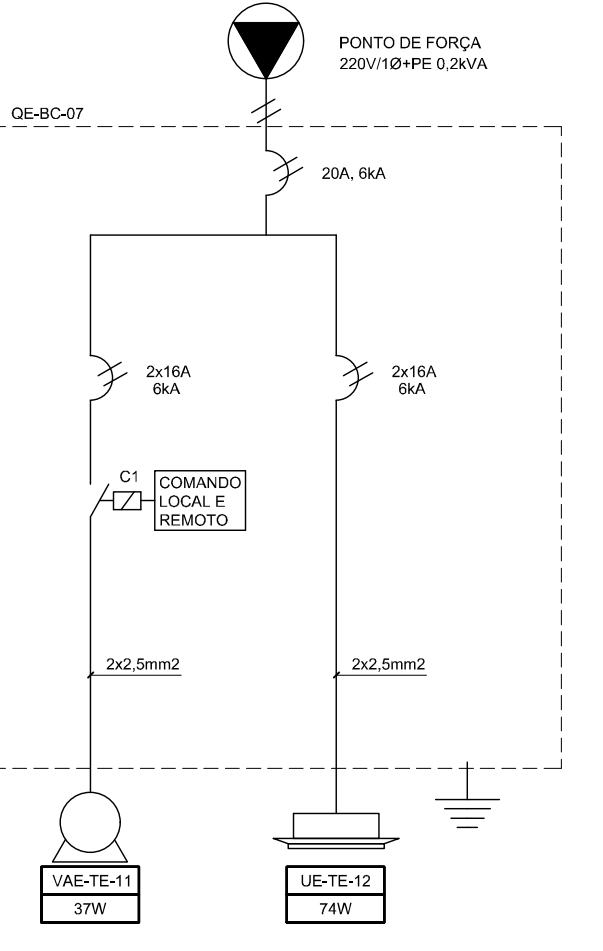 PONTO DE FORÇA
220V/1Ø+PE 0,2kVA
QE-BC-07
20A, 6kA
2x16A
6kA
2x16A
6kA
C1
COMANDO
LOCAL E
REMOTO
2x2,5mm2
2x2,5mm2
VAE-TE-11
37W
UE-TE-12
74W